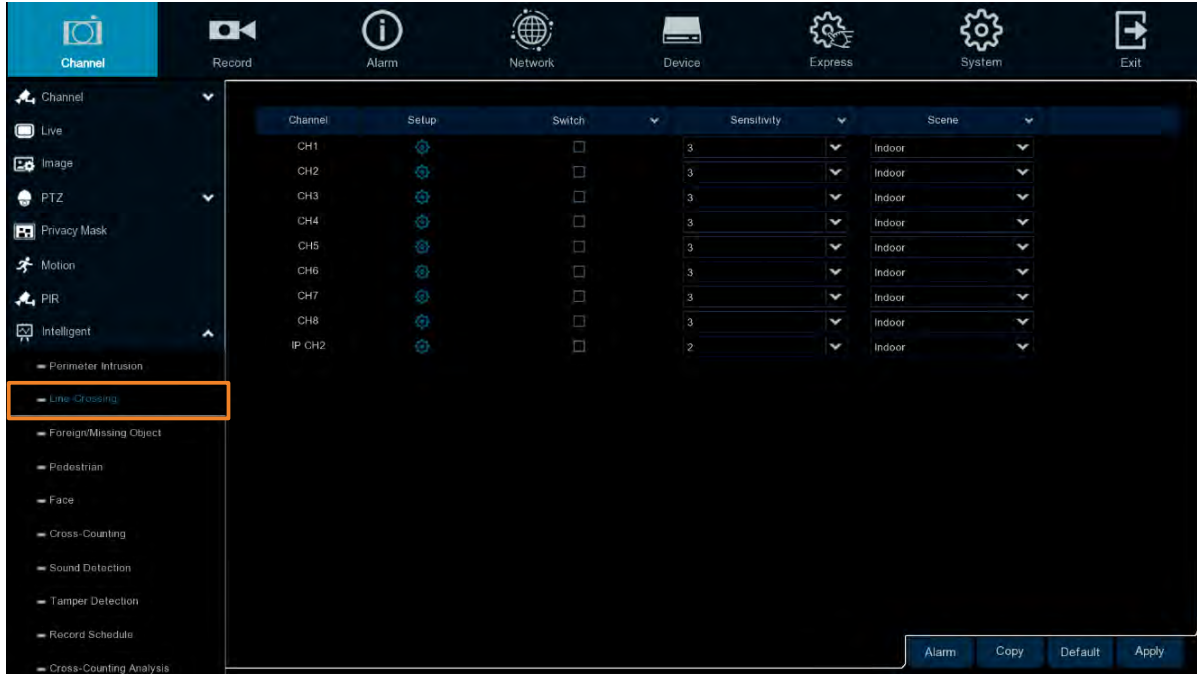 Channel Record Alarm Network Device Express System Exit
Channel
Live
Image
PTZ
Privacy Mask
Motion
PIR
Intelligent
Perimeter Intrusion
Line-Crossing
Foreign/Missing Object
Pedestrian
Face
Cross-Counting
Sound Detection
Tamper Detection
Record Schedule
Cross-Counting Analysis
Channel Setup Switch Sensitivity Scene
CH1 3 Indoor
CH2 3 Indoor
CH3 3 Indoor
CH4 3 Indoor
CH5 3 Indoor
CH6 3 Indoor
CH7 3 Indoor
CH8 3 Indoor
IP CH2 2 Indoor
Alarm Copy Default Apply